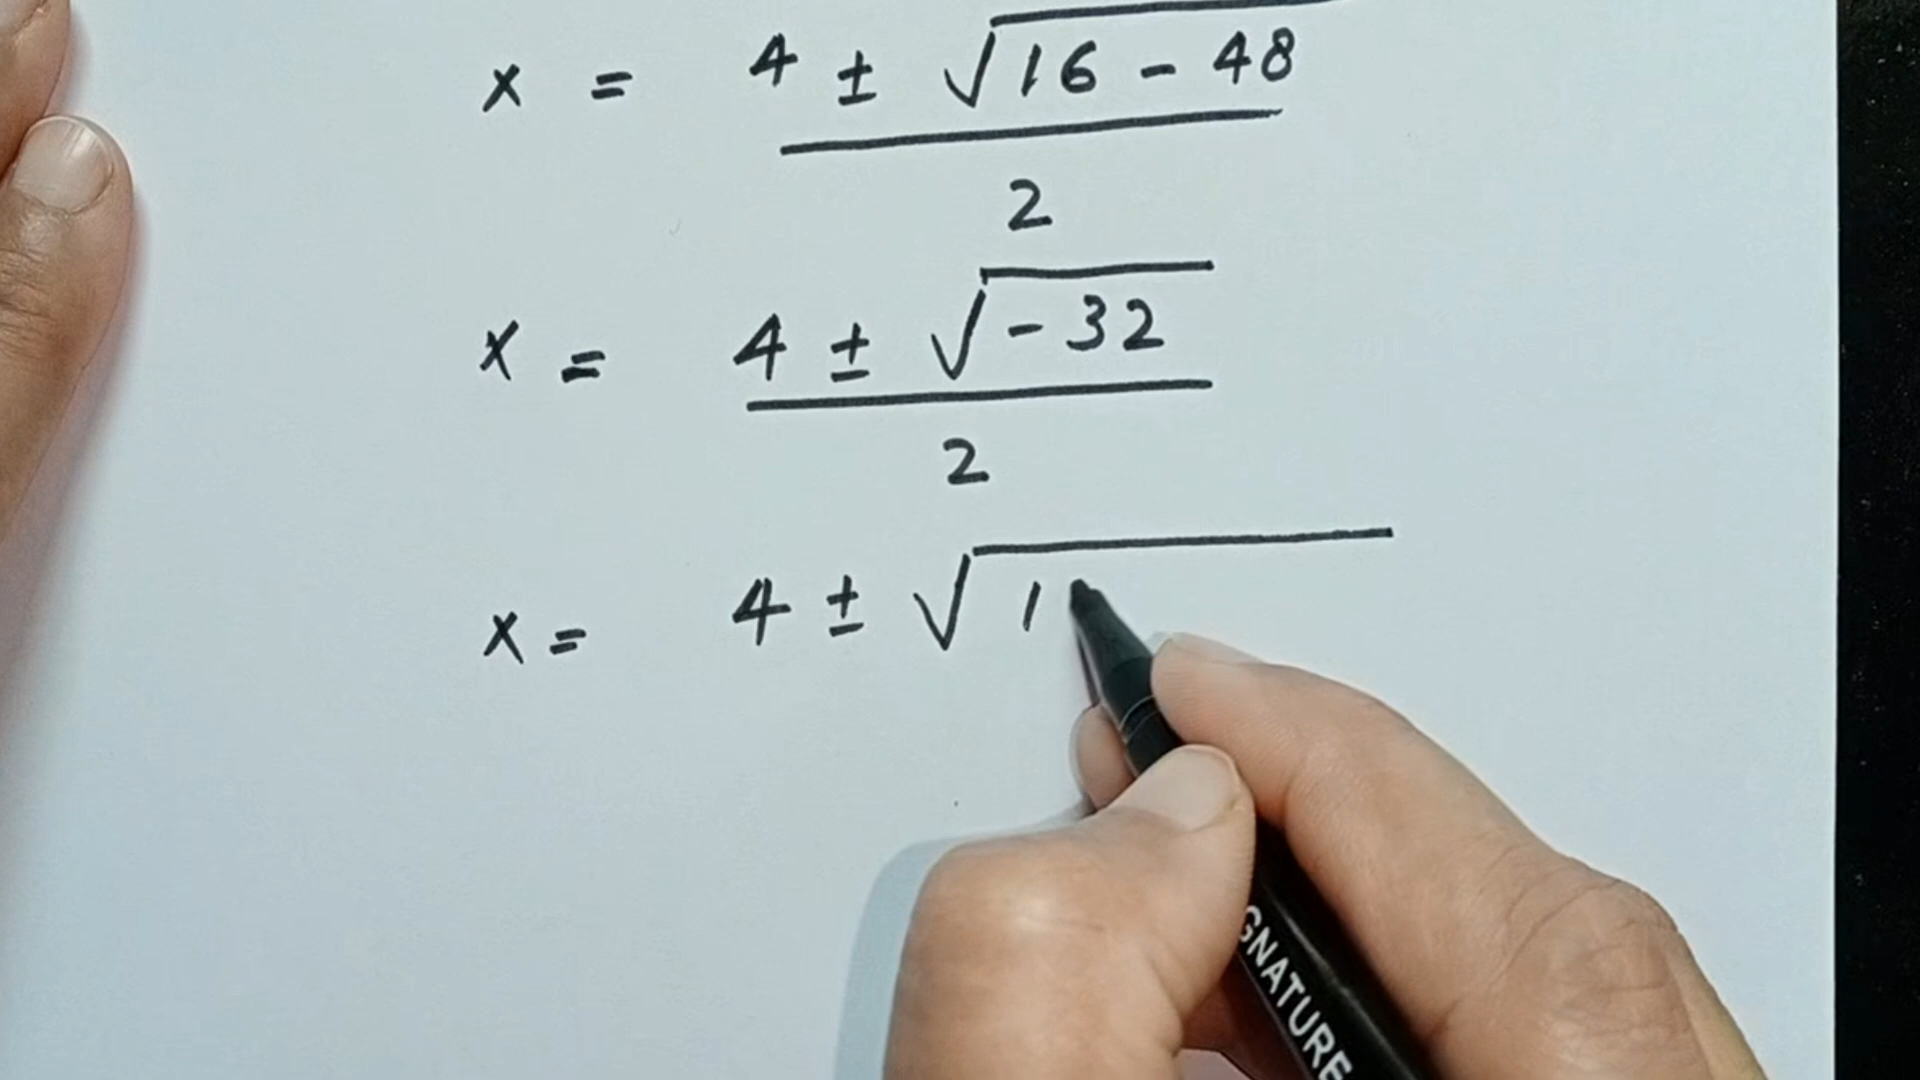 x = 4 ± √16 - 48
2
x = 4 ± √-32
2
x = 4 ± √1
GNATURE